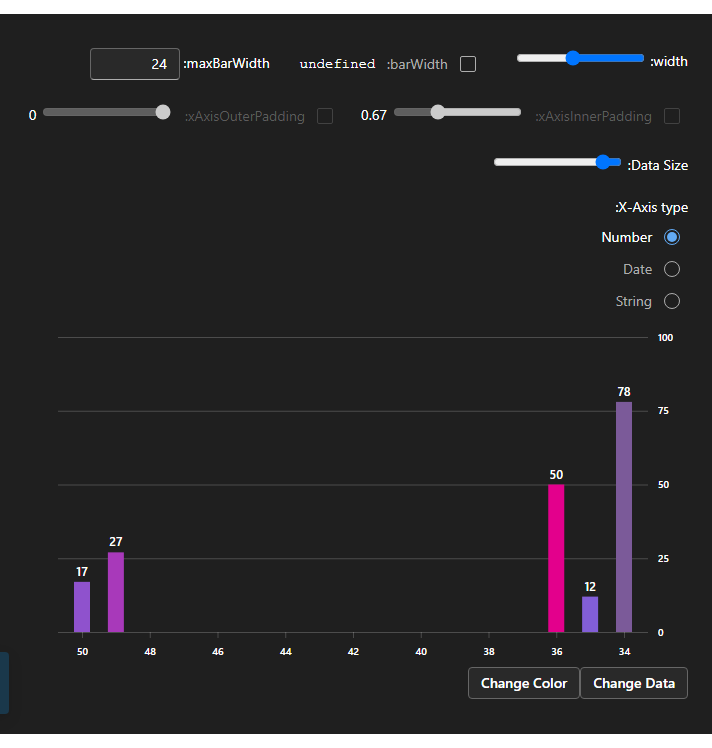 :width
:barWidth undefined
:maxBarWidth 24
:xAxisInnerPadding 0.67
:xAxisOuterPadding 0
:Data Size
:X-Axis type
Number
Date
String
100
78
75
50 50
27
25
17 12
0
50 48 46 44 42 40 38 36 34
Change Color Change Data